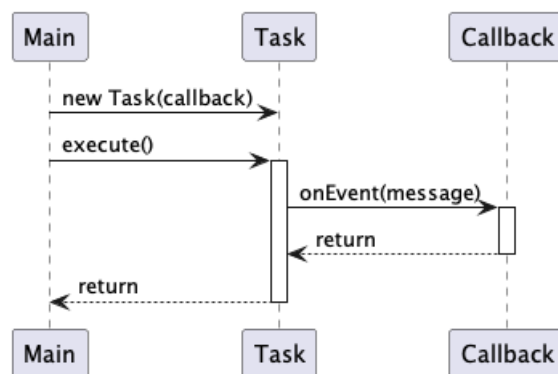 Main Task Callback
new Task(callback)
execute()
onEvent(message)
return
return
Main Task Callback